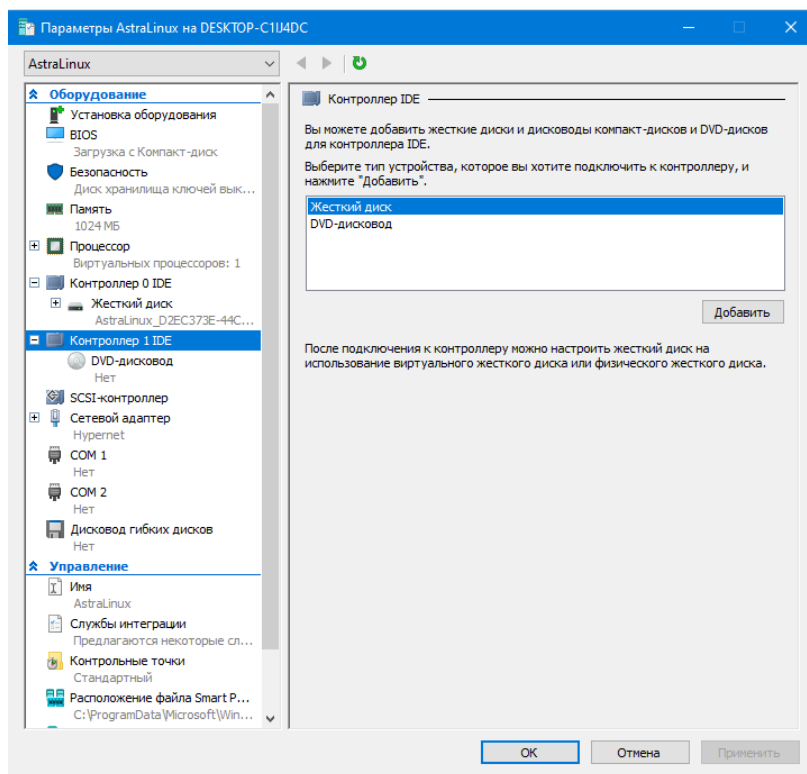 Параметры AstraLinux на DESKTOP-C1IJ4DC
AstraLinux
Оборудование
Установка оборудования
BIOS
Загрузка с Компакт-диск
Безопасность
Диск хранилища ключей вык...
Память
1024 МБ
Процессор
Виртуальных процессоров: 1
Контроллер 0 IDE
Жесткий диск
AstraLinux_D2EC373E-44C...
Контроллер 1 IDE
DVD-дисковод
Нет
SCSI-контроллер
Сетевой адаптер
Hypernet
COM 1
Нет
COM 2
Нет
Дисковод гибких дисков
Нет
Управление
Имя
AstraLinux
Службы интеграции
Предлагаются некоторые сл...
Контрольные точки
Стандартный
Расположение файла Smart P...
C:\ProgramData\Microsoft\Win...
Контроллер IDE
Вы можете добавить жесткие диски и дисководы компакт-дисков и DVD-дисков
для контроллера IDE.
Выберите тип устройства, которое вы хотите подключить к контроллеру, и
нажмите "Добавить".
Жесткий диск
DVD-дисковод
Добавить
После подключения к контроллеру можно настроить жесткий диск на
использование виртуального жесткого диска или физического жесткого диска.
ОК
Отмена
Применить